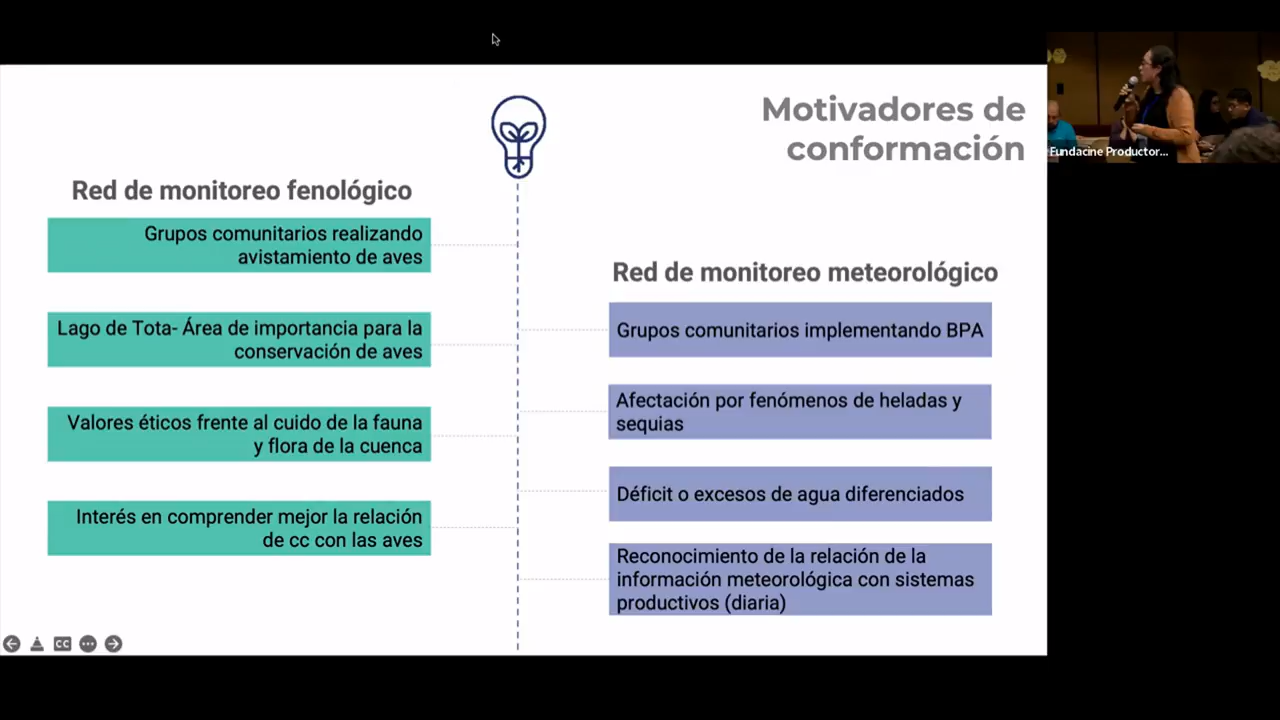 Motivadores de
conformación
Red de monitoreo fenológico
Grupos comunitarios realizando
avistamiento de aves
Lago de Tota- Área de importancia para la
conservación de aves
Valores éticos frente al cuido de la fauna
y flora de la cuenca
Interés en comprender mejor la relación
de cc con las aves
Red de monitoreo meteorológico
Grupos comunitarios implementando BPA
Afectación por fenómenos de heladas y
sequias
Déficit o excesos de agua diferenciados
Reconocimiento de la relación de la
información meteorológica con sistemas
productivos (diaria)
CC
Fundacine Productor...